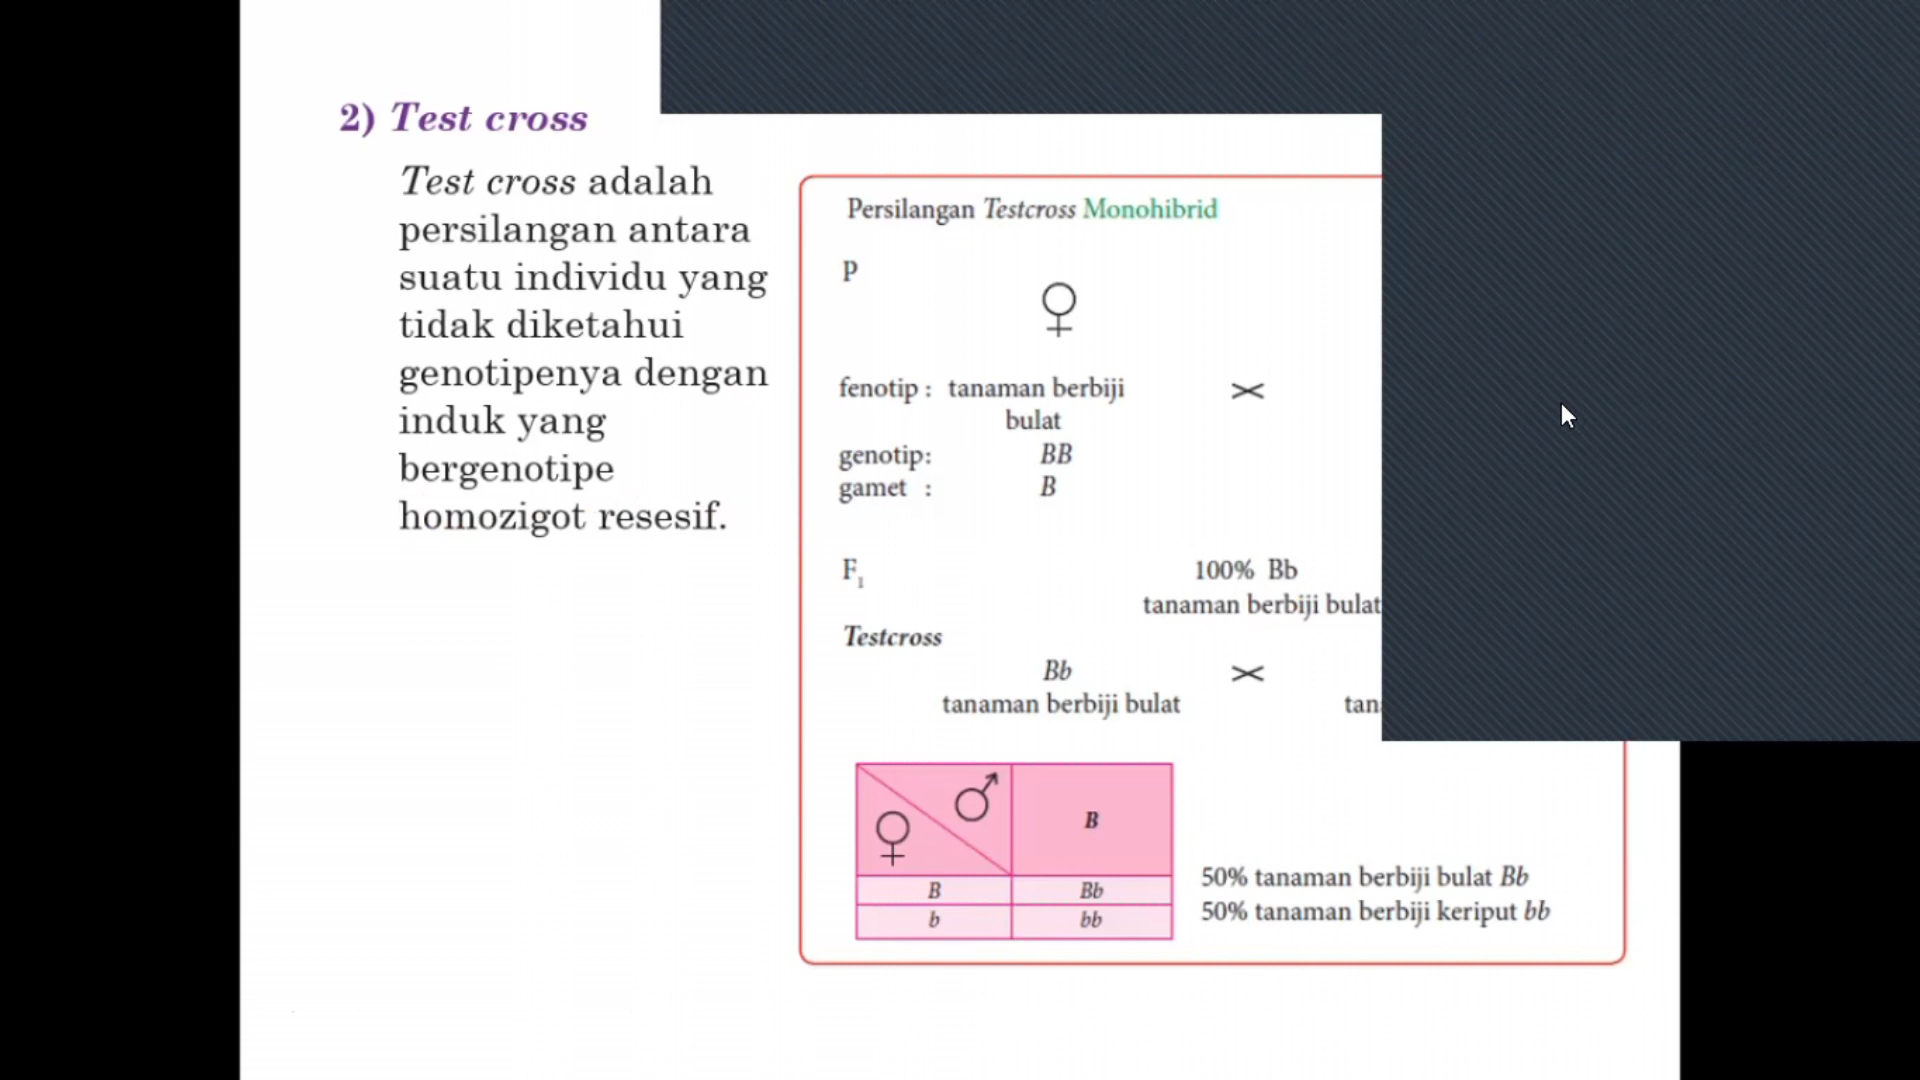 2) Test cross
Test cross adalah
persilangan antara
suatu individu yang
tidak diketahui
genotipenya dengan
induk yang
bergenotipe
homozigot resesif.
Persilangan Testcross Monohibrid
P
♀
fenotip : tanaman berbiji ><
bulat
genotip: BB
gamet : B
F1 100% Bb
tanaman berbiji bulat
Testcross
Bb ><
tanaman berbiji bulat
♂
♀
B
B Bb
b bb
50% tanaman berbiji bulat Bb
50% tanaman berbiji keriput bb